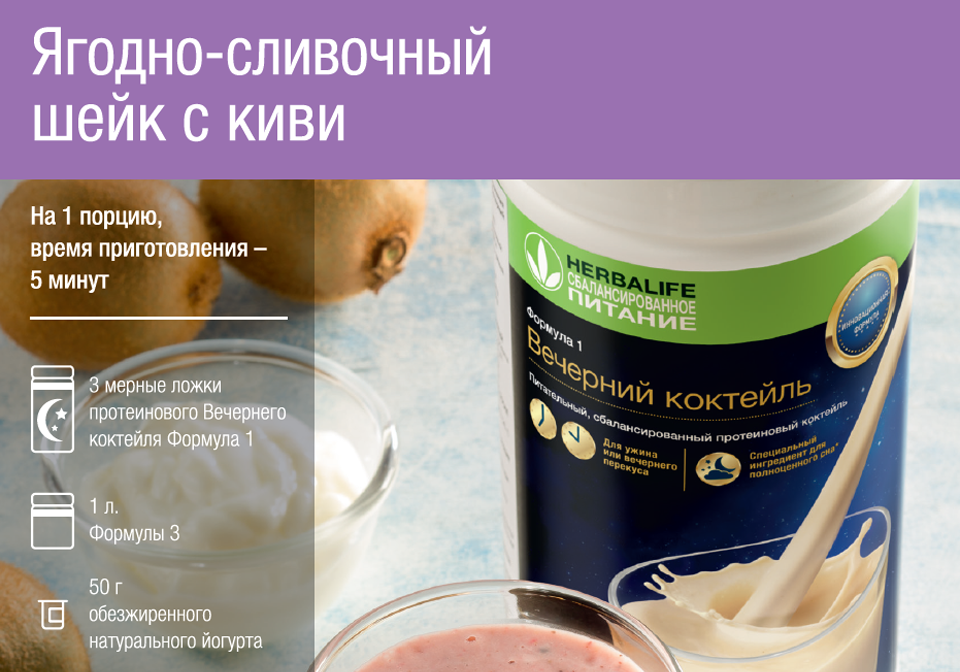 Ягодно-сливочный
шейк с киви
На 1 порцию,
время приготовления –
5 минут
3 мерные ложки
протеинового Вечернего
коктейля Формула 1
1 л.
Формулы 3
50 г
обезжиренного
натурального йогурта
HERBALIFE
СБАЛАНСИРОВАННОЕ
ПИТАНИЕ
ИННОВАЦИОННАЯ
ФОРМУЛА
Формула 1
Вечерний коктейль
Питательный, сбалансированный протеиновый коктейль
Для ужина
или вечернего
перекуса
Специальный
ингредиент для
полноценного сна*